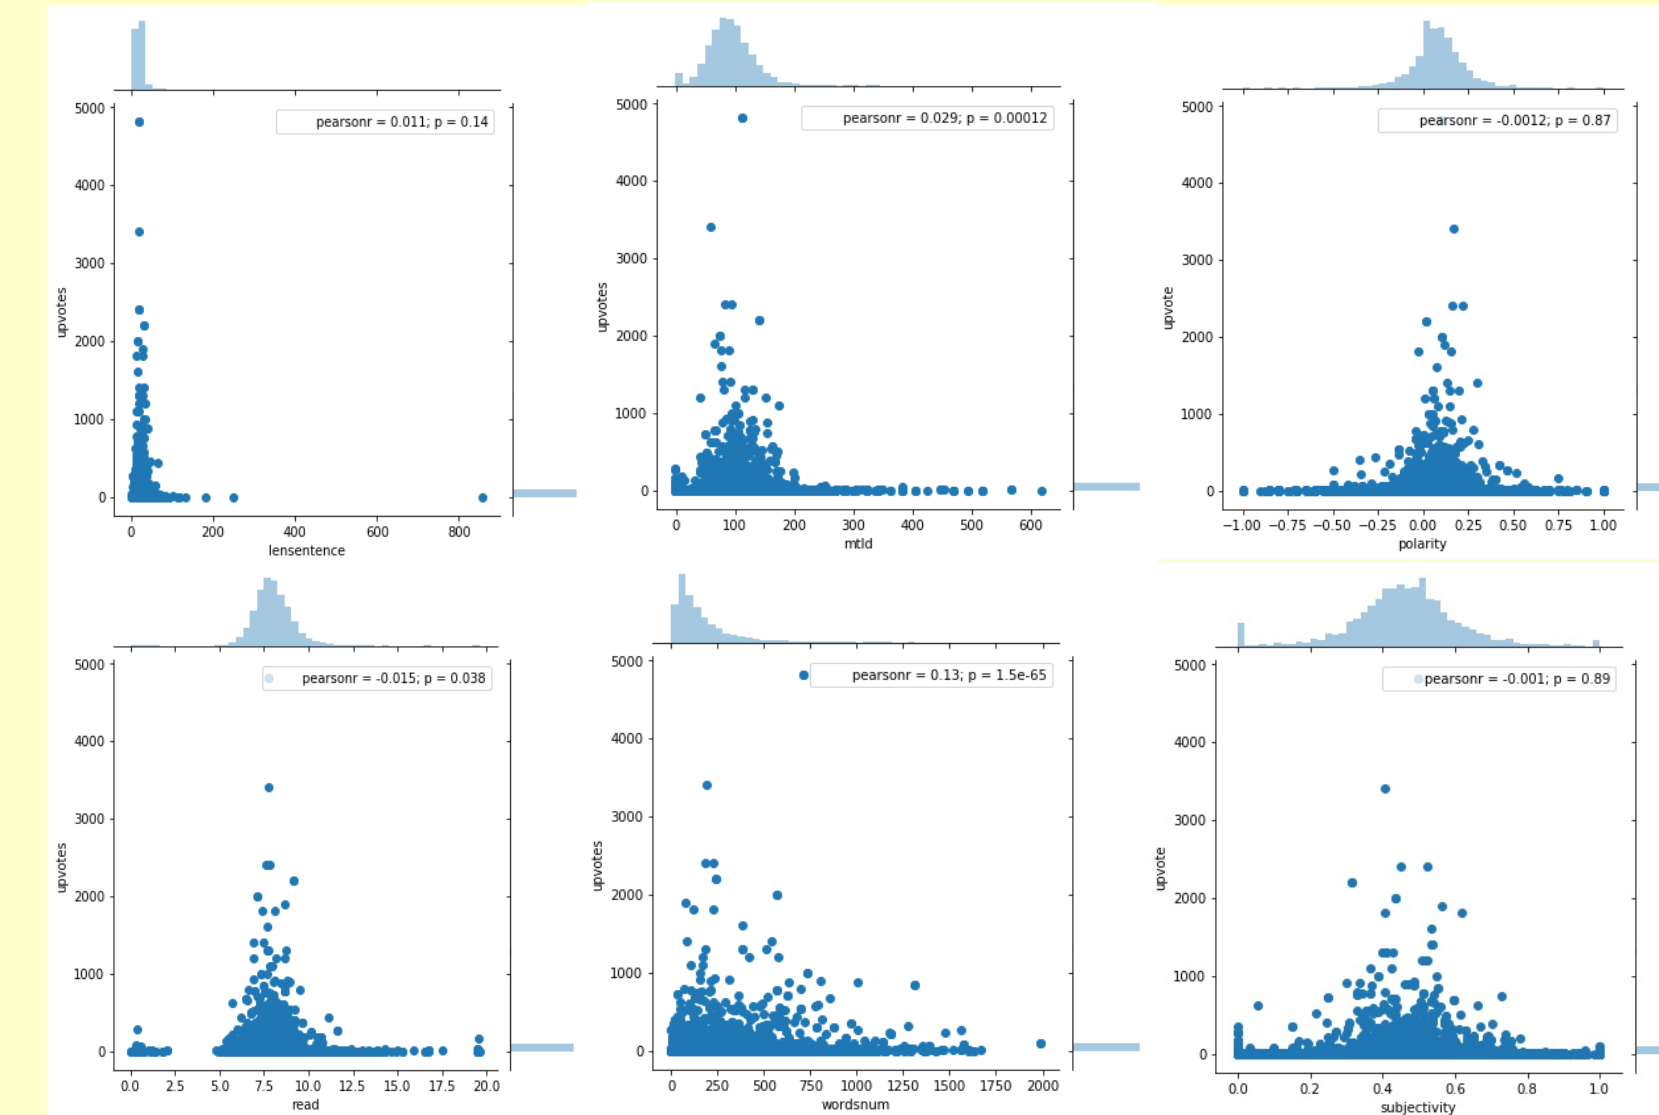 pearsonr = 0.011; p = 0.14
5000
4000
3000
2000
1000
0
upvotes
0 200 400 600 800
lensentence
pearsonr = 0.029; p = 0.00012
5000
4000
3000
2000
1000
0
upvotes
0 100 200 300 400 500 600
mtld
pearsonr = -0.0012; p = 0.87
5000
4000
3000
2000
1000
0
upvote
−1.00 −0.75 −0.50 −0.25 0.00 0.25 0.50 0.75 1.00
polarity
pearsonr = -0.015; p = 0.038
5000
4000
3000
2000
1000
0
upvotes
0.0 2.5 5.0 7.5 10.0 12.5 15.0 17.5 20.0
read
pearsonr = 0.13; p = 1.5e-65
5000
4000
3000
2000
1000
0
upvotes
0 250 500 750 1000 1250 1500 1750 2000
wordsnum
pearsonr = -0.001; p = 0.89
5000
4000
3000
2000
1000
0
upvote
0.0 0.2 0.4 0.6 0.8 1.0
subjectivity